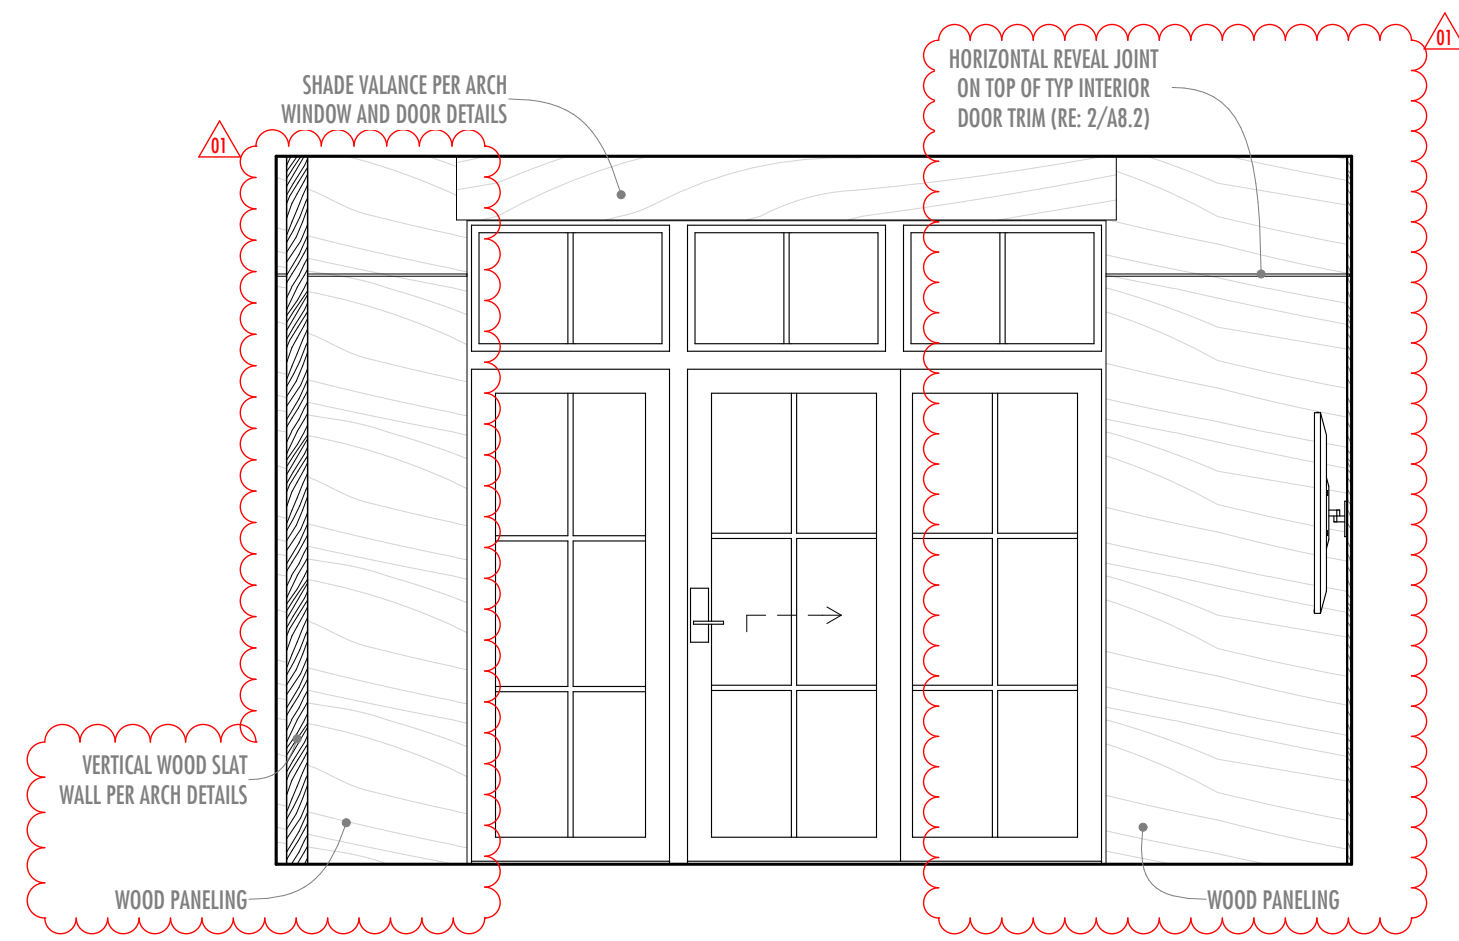 01
HORIZONTAL REVEAL JOINT
ON TOP OF TYP INTERIOR
DOOR TRIM (RE: 2/A8.2)
SHADE VALANCE PER ARCH
WINDOW AND DOOR DETAILS
01
VERTICAL WOOD SLAT
WALL PER ARCH DETAILS
WOOD PANELING
WOOD PANELING